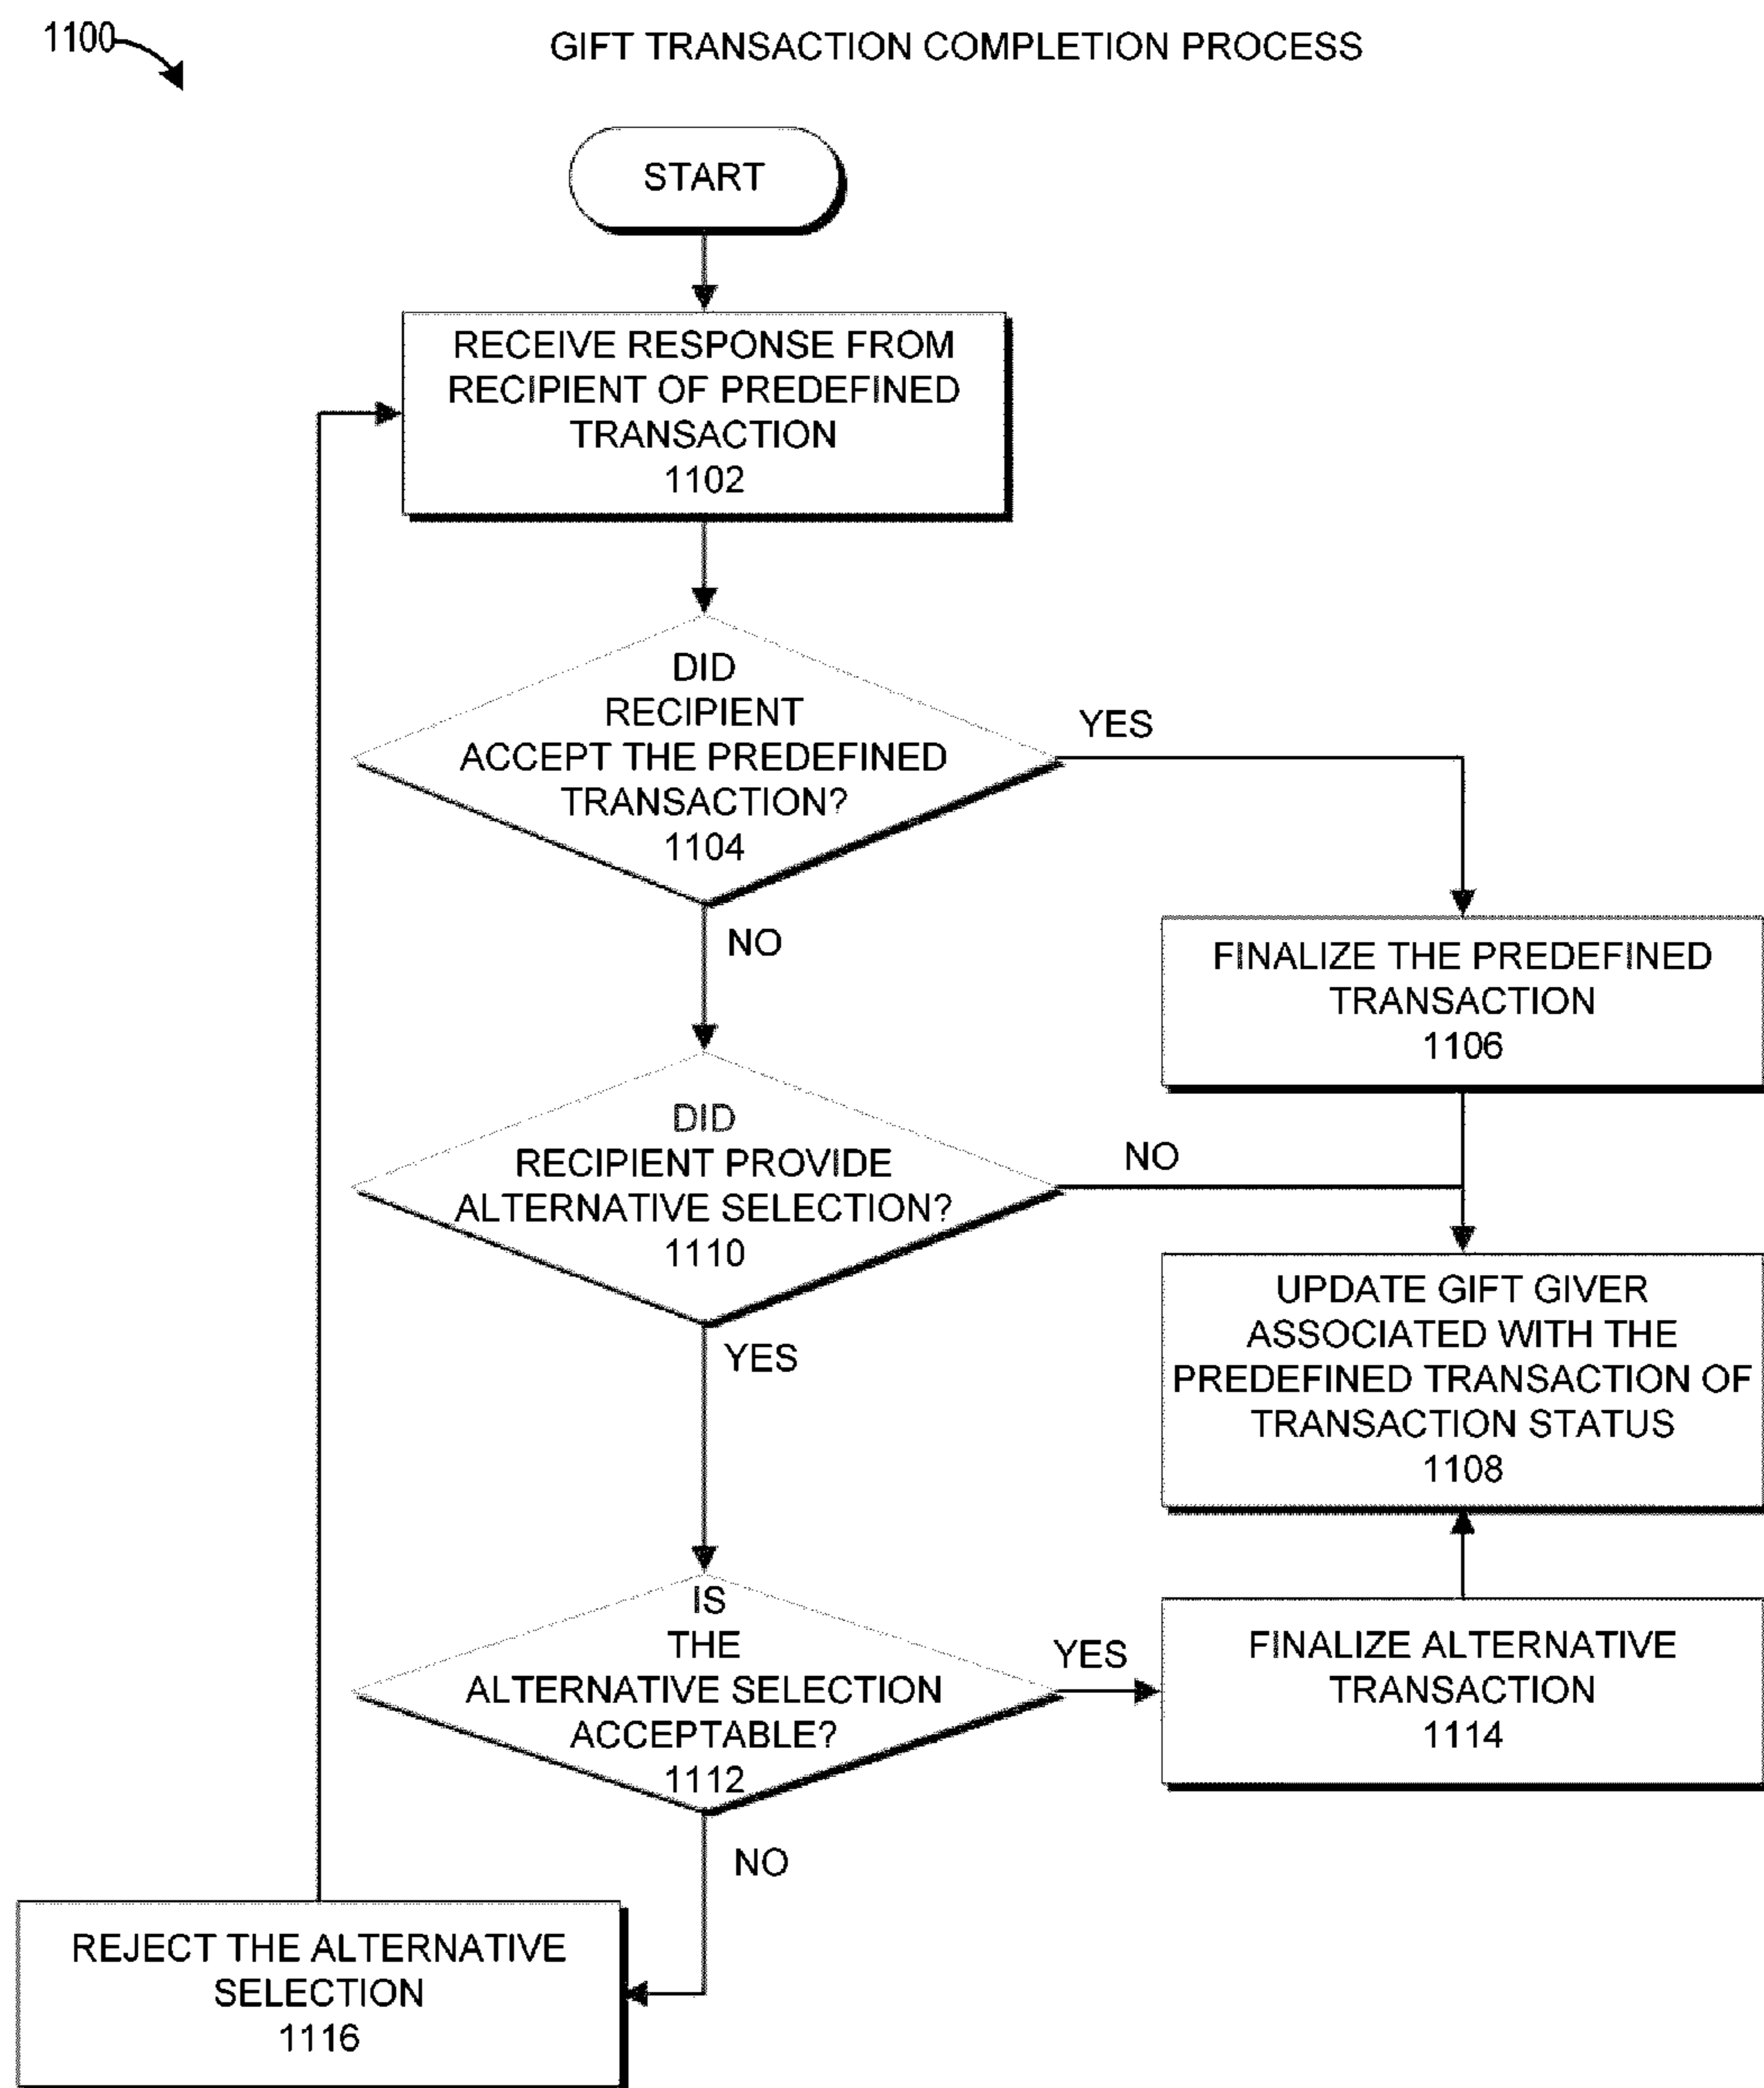 1100
GIFT TRANSACTION COMPLETION PROCESS
START
RECEIVE RESPONSE FROM
RECIPIENT OF PREDEFINED
TRANSACTION
1102
DID
RECIPIENT
ACCEPT THE PREDEFINED
TRANSACTION?
1104
YES
NO
FINALIZE THE PREDEFINED
TRANSACTION
1106
DID
RECIPIENT PROVIDE
ALTERNATIVE SELECTION?
1110
NO
YES
UPDATE GIFT GIVER
ASSOCIATED WITH THE
PREDEFINED TRANSACTION OF
TRANSACTION STATUS
1108
IS
THE
ALTERNATIVE SELECTION
ACCEPTABLE?
1112
YES
NO
FINALIZE ALTERNATIVE
TRANSACTION
1114
REJECT THE ALTERNATIVE
SELECTION
1116